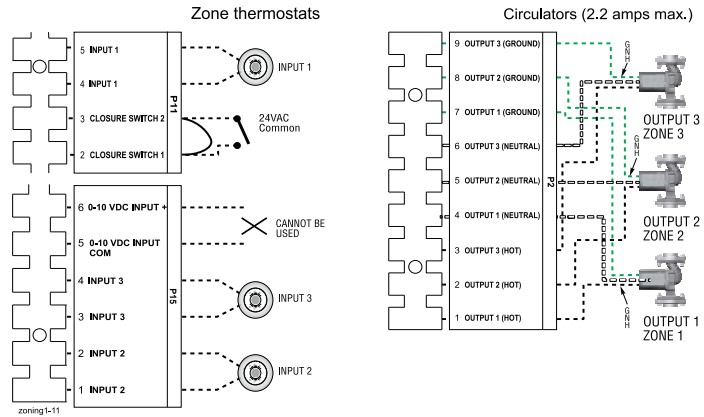 Zone thermostats
5 INPUT 1
4 INPUT 1
3 CLOSURE SWITCH 2
2 CLOSURE SWITCH 1
P11
INPUT 1
24VAC
Common
6 0-10 VDC INPUT +
5 0-10 VDC INPUT
COM
4 INPUT 3
3 INPUT 3
2 INPUT 2
1 INPUT 2
P15
CANNOT BE
USED
INPUT 3
INPUT 2
zoning1-11
Circulators (2.2 amps max.)
9 OUTPUT 3 (GROUND)
8 OUTPUT 2 (GROUND)
7 OUTPUT 1 (GROUND)
6 OUTPUT 3 (NEUTRAL)
5 OUTPUT 2 (NEUTRAL)
4 OUTPUT 1 (NEUTRAL)
3 OUTPUT 3 (HOT)
2 OUTPUT 2 (HOT)
1 OUTPUT 1 (HOT)
P2
G
N
H
OUTPUT 3
ZONE 3
G
N
H
OUTPUT 2
ZONE 2
G
N
H
OUTPUT 1
ZONE 1